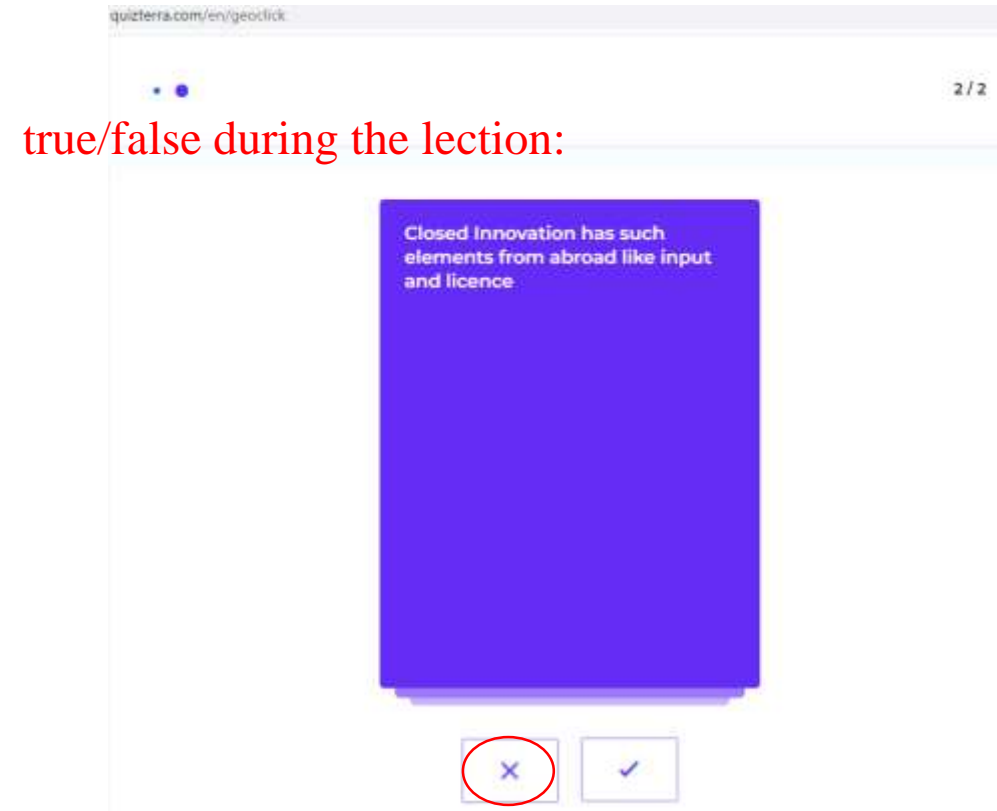 quizterra.com/en/geoclick
2 / 2
true/false during the lection:
Closed Innovation has such
elements from abroad like input
and licence